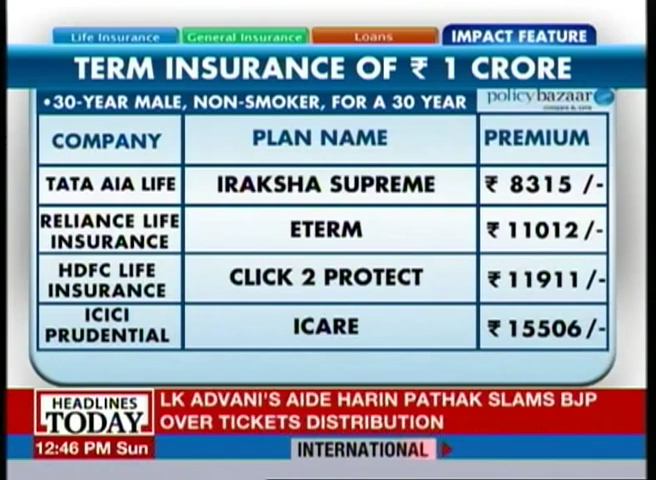 Life Insurance General Insurance Loans IMPACT FEATURE
TERM INSURANCE OF ₹ 1 CRORE
•30-YEAR MALE, NON-SMOKER, FOR A 30 YEAR
policybazaar
COMPANY PLAN NAME PREMIUM
TATA AIA LIFE IRAKSHA SUPREME ₹ 8315 /-
RELIANCE LIFE
INSURANCE ETERM ₹ 11012/-
HDFC LIFE
INSURANCE CLICK 2 PROTECT ₹ 11911/-
ICICI
PRUDENTIAL ICARE ₹ 15506/-
HEADLINES
TODAY
LK ADVANI'S AIDE HARIN PATHAK SLAMS BJP
OVER TICKETS DISTRIBUTION
12:46 PM Sun
INTERNATIONAL